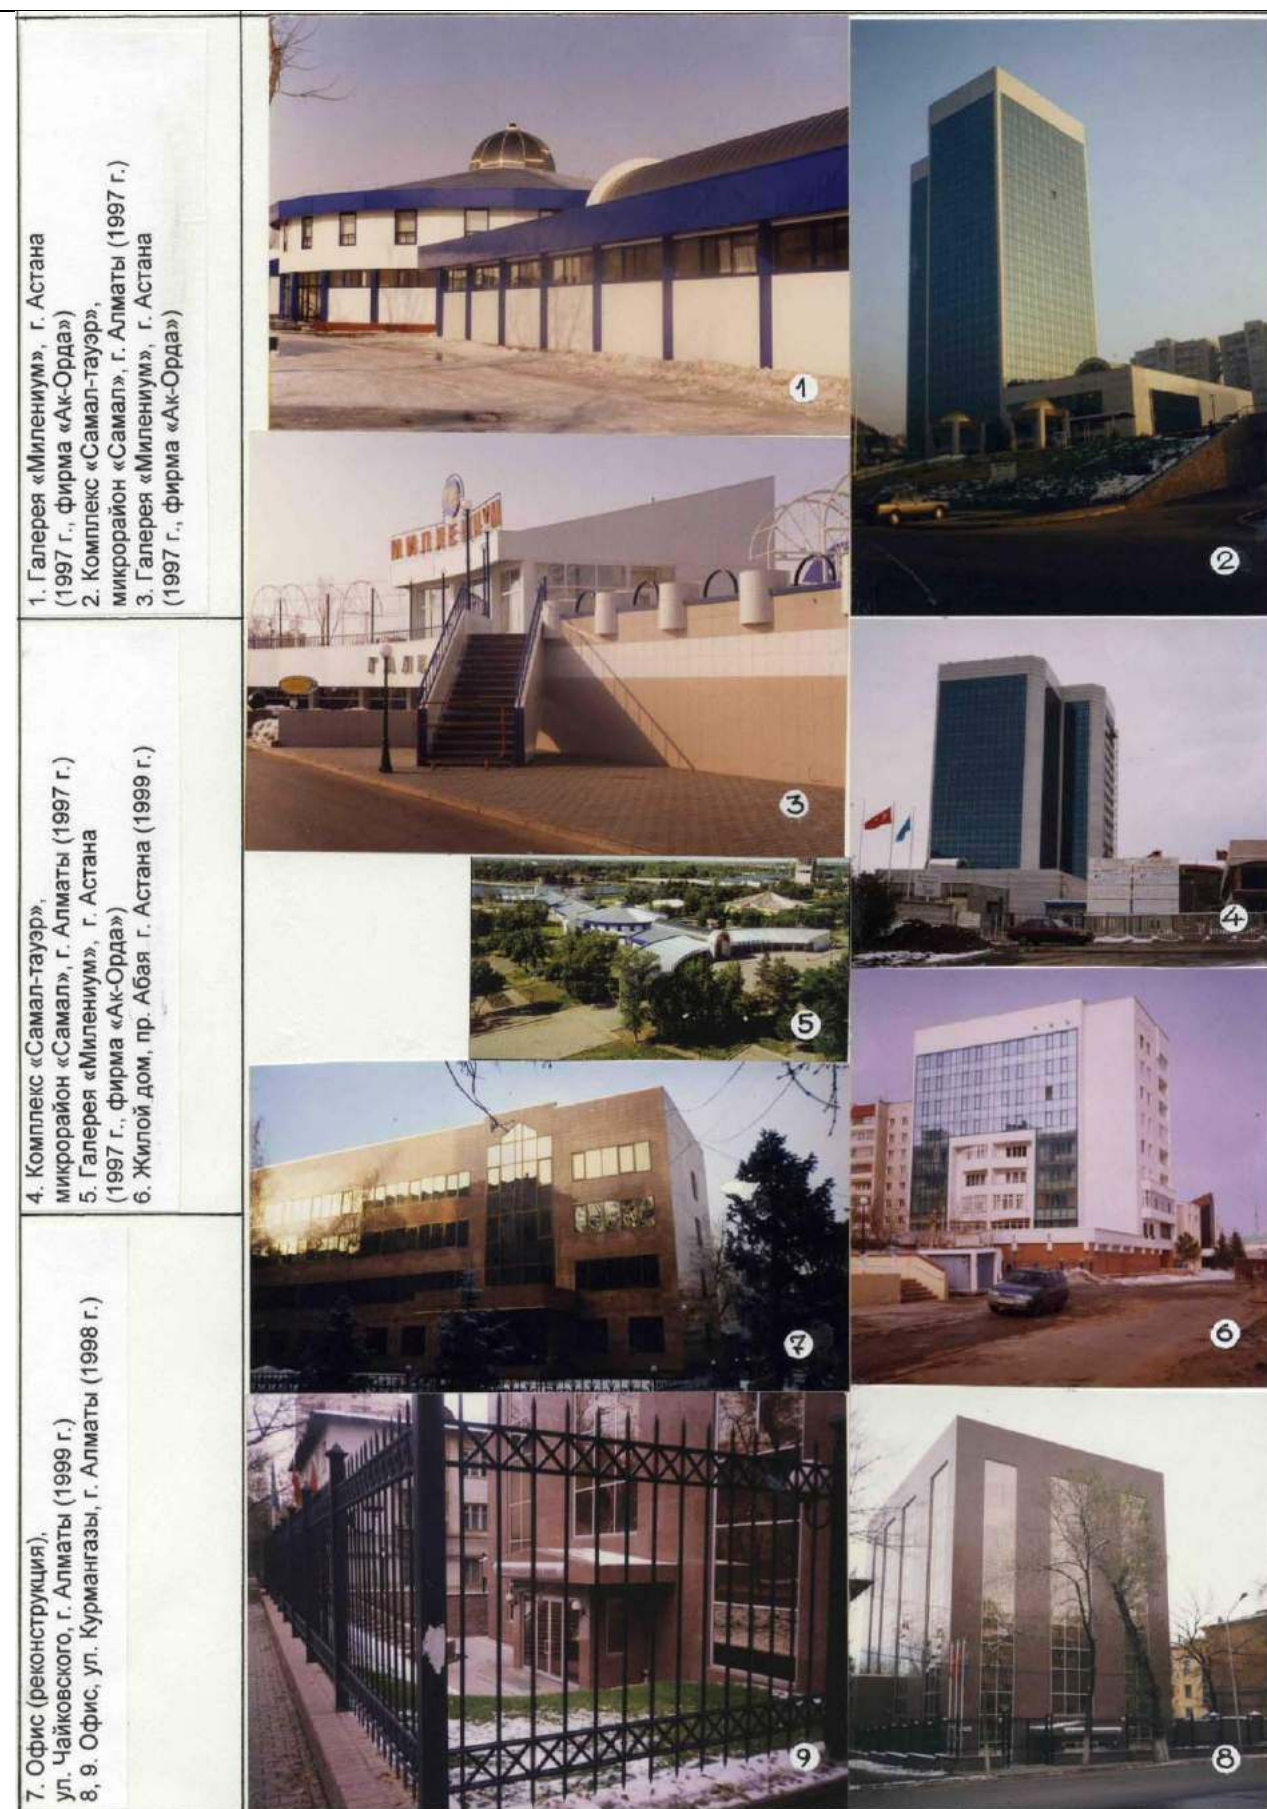 1. Галерея «Милениум», г. Астана
(1997 г., фирма «Ак-Орда»)
2. Комплекс «Самал-тауэр»,
микрорайон «Самал», г. Алматы (1997 г.)
3. Галерея «Милениум», г. Астана
(1997 г., фирма «Ак-Орда»)
4. Комплекс «Самал-тауэр»,
микрорайон «Самал», г. Алматы (1997 г.)
5. Галерея «Милениум», г. Астана
(1997 г., фирма «Ак-Орда»)
6. Жилой дом, пр. Абая г. Астана (1999 г.)
7. Офис (реконструкция),
ул. Чайковского, г. Алматы (1999 г.)
8, 9. Офис, ул. Курмангазы, г. Алматы (1998 г.)
1
2
МИЛЛЕНИУМ
ГАЛЕ
3
4
5
6
7
8
9